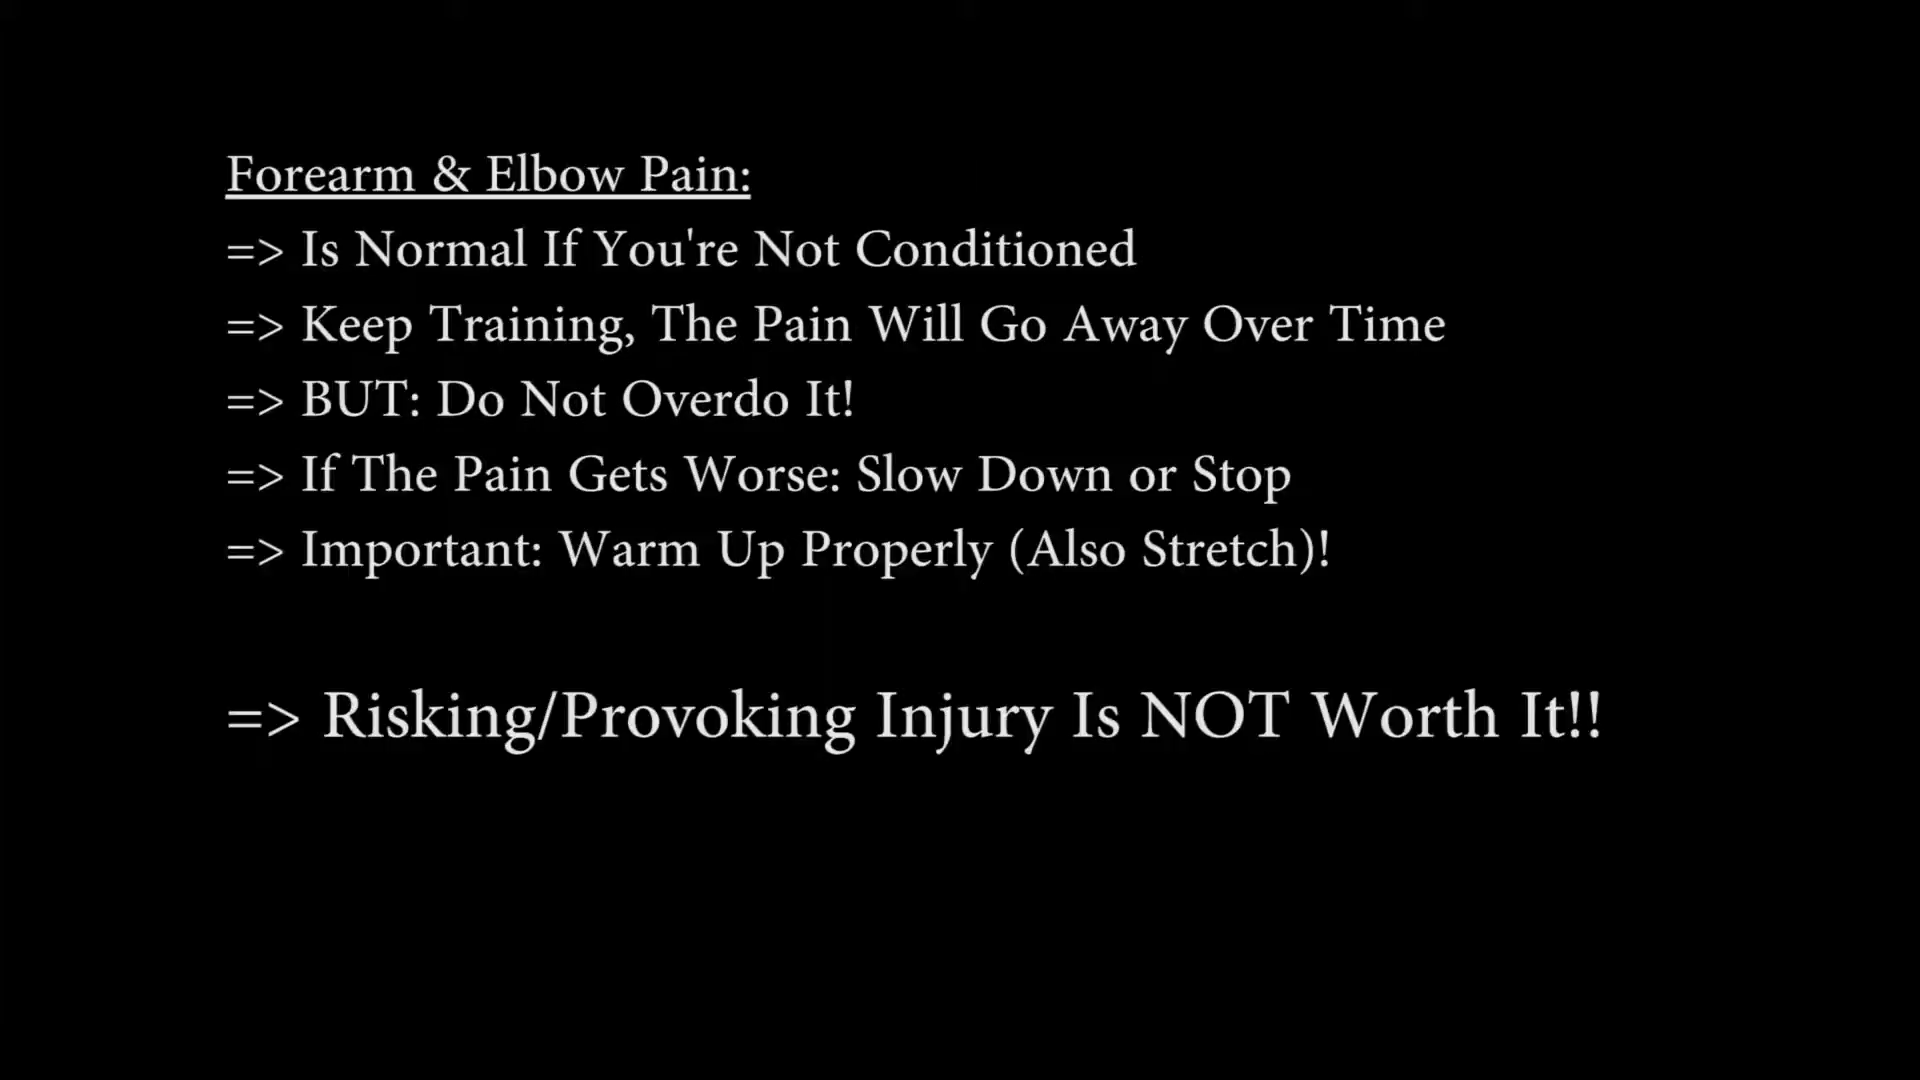 Forearm & Elbow Pain:
=> Is Normal If You're Not Conditioned
=> Keep Training, The Pain Will Go Away Over Time
=> BUT: Do Not Overdo It!
=> If The Pain Gets Worse: Slow Down or Stop
=> Important: Warm Up Properly (Also Stretch)!
=> Risking/Provoking Injury Is NOT Worth It!!